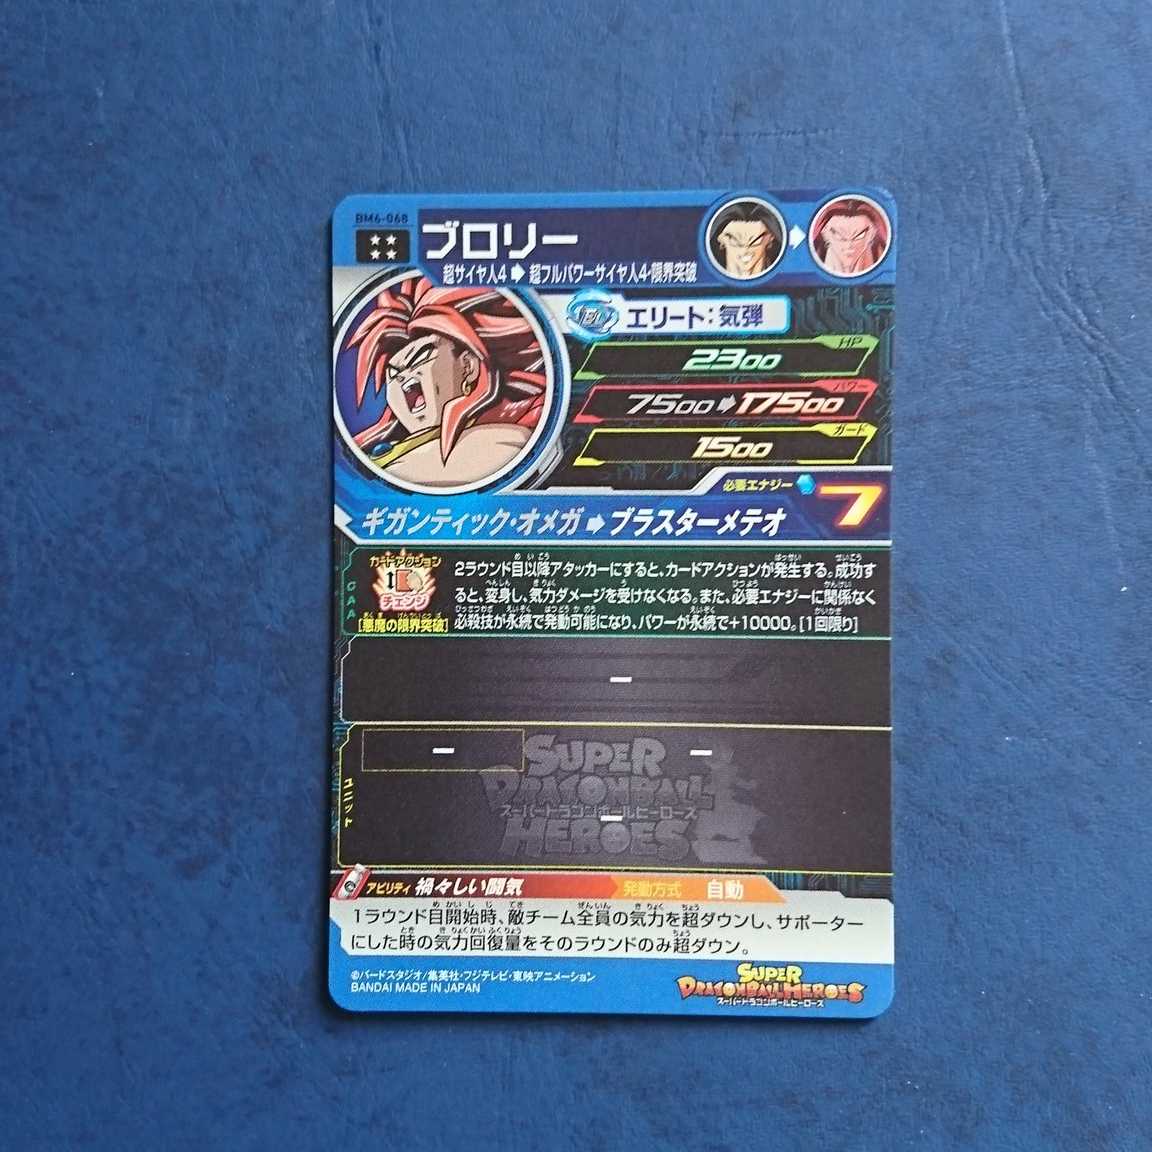 BM6-068
★★
★★
ブロリー
超サイヤ人4➡超フルパワーサイヤ人4・限界突破
エリート:気弾
HP
2300
パワー
7500➡17500
ガード
1500
必要エナジー
7
ギガンティック・オメガ➡ブラスターメテオ
CAA
カードアクション
チェンジ
[悪魔の限界突破]
2ラウンド目以降アタッカーにすると、カードアクションが発生する。成功す
ると、変身し、気力ダメージを受けなくなる。また、必要エナジーに関係なく
必殺技が永続で発動可能になり、パワーが永続で+10000。[1回限り]
ー
ユニット
ー
ー
ー
SUPER
DRAGONBALL
スーパードラゴンボールヒーローズ
HEROES
アビリティ 禍々しい闘気
発動方式 自動
1ラウンド目開始時、敵チーム全員の気力を超ダウンし、サポーター
にした時の気力回復量をそのラウンドのみ超ダウン。
©バードスタジオ/集英社・フジテレビ・東映アニメーション
BANDAI MADE IN JAPAN
SUPER
DRAGONBALL HEROES
スーパードラゴンボールヒーローズ